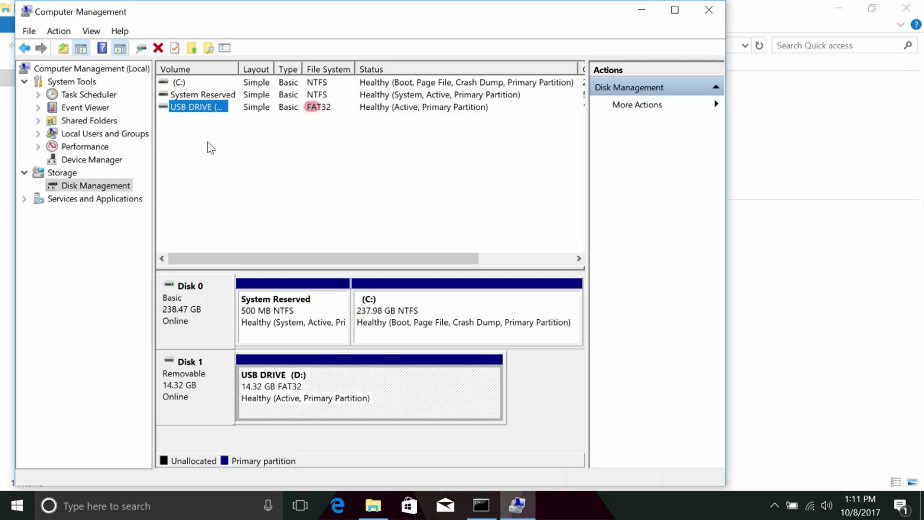 Computer Management
File Action View Help
Search Quick access
Computer Management (Local)
System Tools
Task Scheduler
Event Viewer
Shared Folders
Local Users and Groups
Performance
Device Manager
Storage
Disk Management
Services and Applications
Volume Layout Type File System Status
(C:) Simple Basic NTFS Healthy (Boot, Page File, Crash Dump, Primary Partition)
System Reserved Simple Basic NTFS Healthy (System, Active, Primary Partition)
USB DRIVE (... Simple Basic FAT32 Healthy (Active, Primary Partition)
Actions
Disk Management
More Actions
Disk 0
Basic
238.47 GB
Online
System Reserved
500 MB NTFS
Healthy (System, Active, Pri
(C:)
237.98 GB NTFS
Healthy (Boot, Page File, Crash Dump, Primary Partition)
Disk 1
Removable
14.32 GB
Online
USB DRIVE (D:)
14.32 GB FAT32
Healthy (Active, Primary Partition)
Unallocated Primary partition
Type here to search
1:11 PM
10/8/2017
1